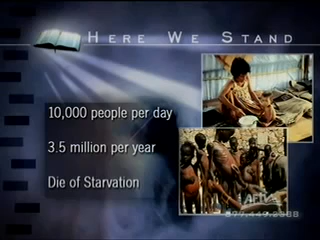 Here We Stand
10,000 people per day
3.5 million per year
Die of Starvation